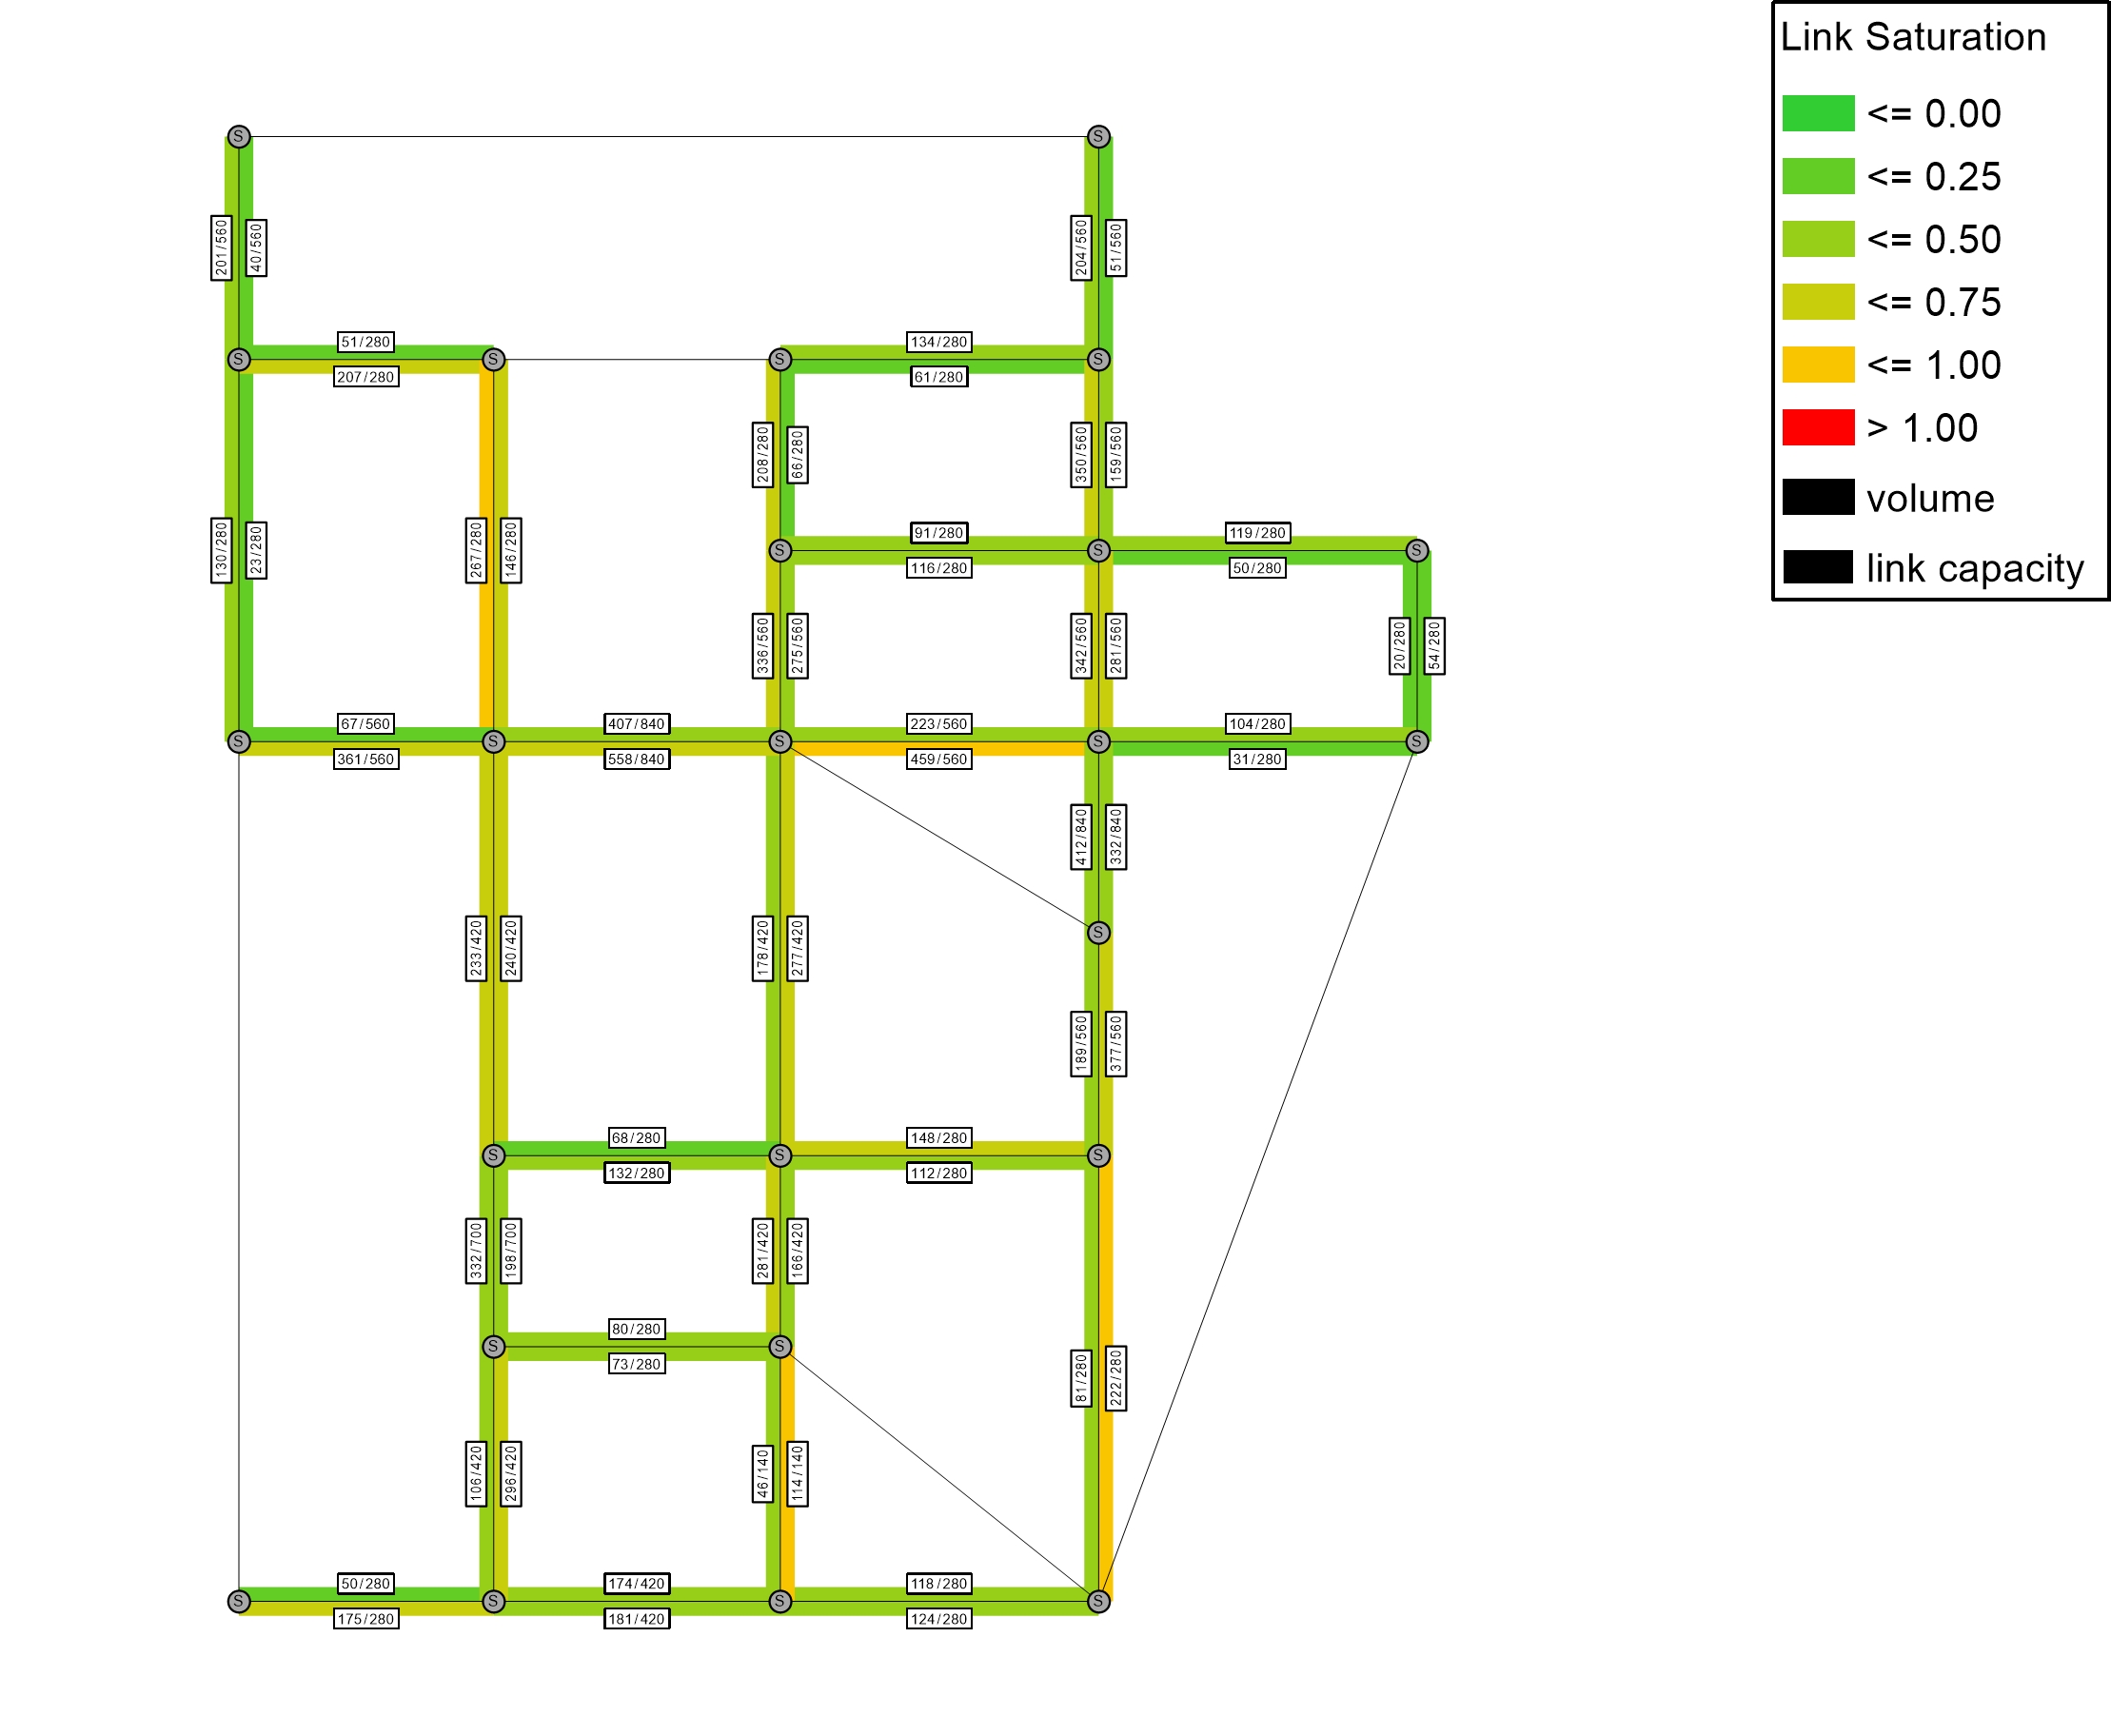 Link Saturation
<= 0.00
<= 0.25
<= 0.50
<= 0.75
<= 1.00
> 1.00
volume
link capacity
S
S
201/560
40/560
204/560
51/560
S
51/280
207/280
S
S
134/280
61/280
S
208/280
66/280
350/560
159/560
130/280
23/280
267/280
146/280
S
91/280
116/280
S
119/280
50/280
S
336/560
275/560
342/560
281/560
20/280
54/280
S
67/560
361/560
S
407/840
558/840
S
223/560
459/560
S
104/280
31/280
S
412/840
332/840
S
233/420
240/420
178/420
277/420
189/560
377/560
S
68/280
132/280
S
148/280
112/280
S
332/700
198/700
281/420
166/420
S
80/280
73/280
S
81/280
222/280
106/420
296/420
46/140
114/140
S
50/280
175/280
S
174/420
181/420
S
118/280
124/280
S